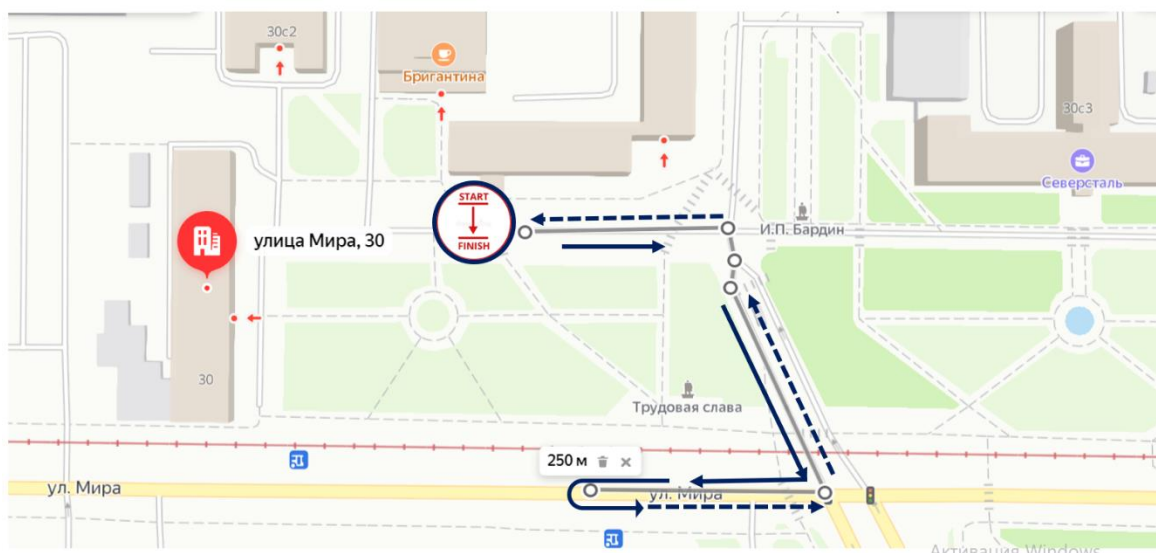 30с2
Бригантина
30с3
Северсталь
START
FINISH
И.П. Бардин
улица Мира, 30
30
Трудовая слава
250 м
ул. Мира
ул. Мира
Активация Windows